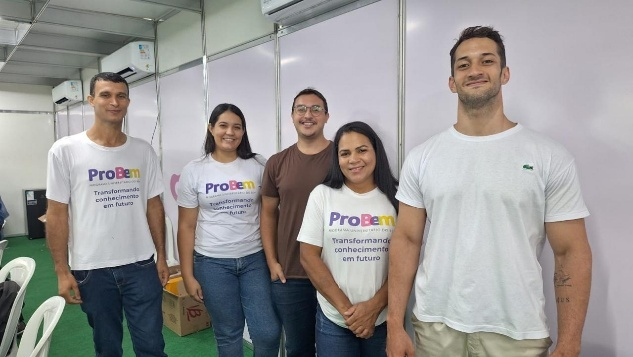 ProBem
Transformando
conhecimento
em futuro
ProBem
Transformando
conhecimento
em futuro
ProBem
Transformando
conhecimento
em futuro